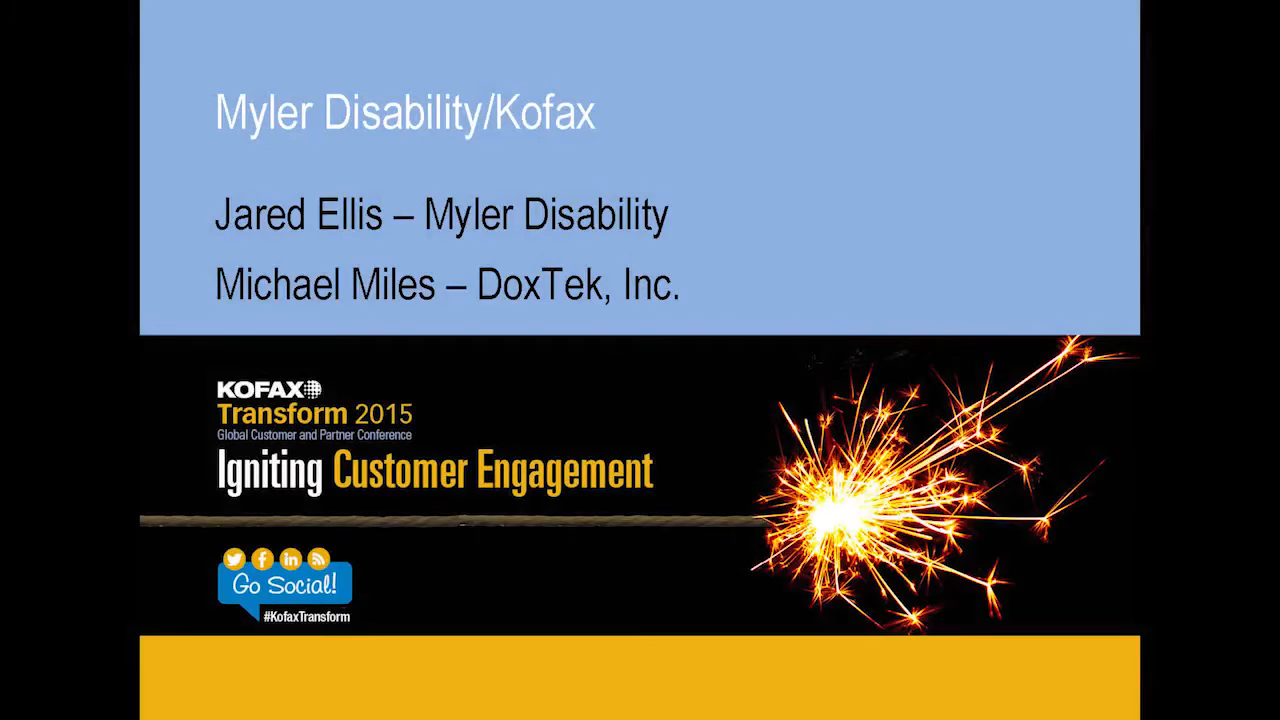 Myler Disability/Kofax
Jared Ellis – Myler Disability
Michael Miles – DoxTek, Inc.
KOFAX
Transform 2015
Global Customer and Partner Conference
Igniting Customer Engagement
Go Social!
#KofaxTransform